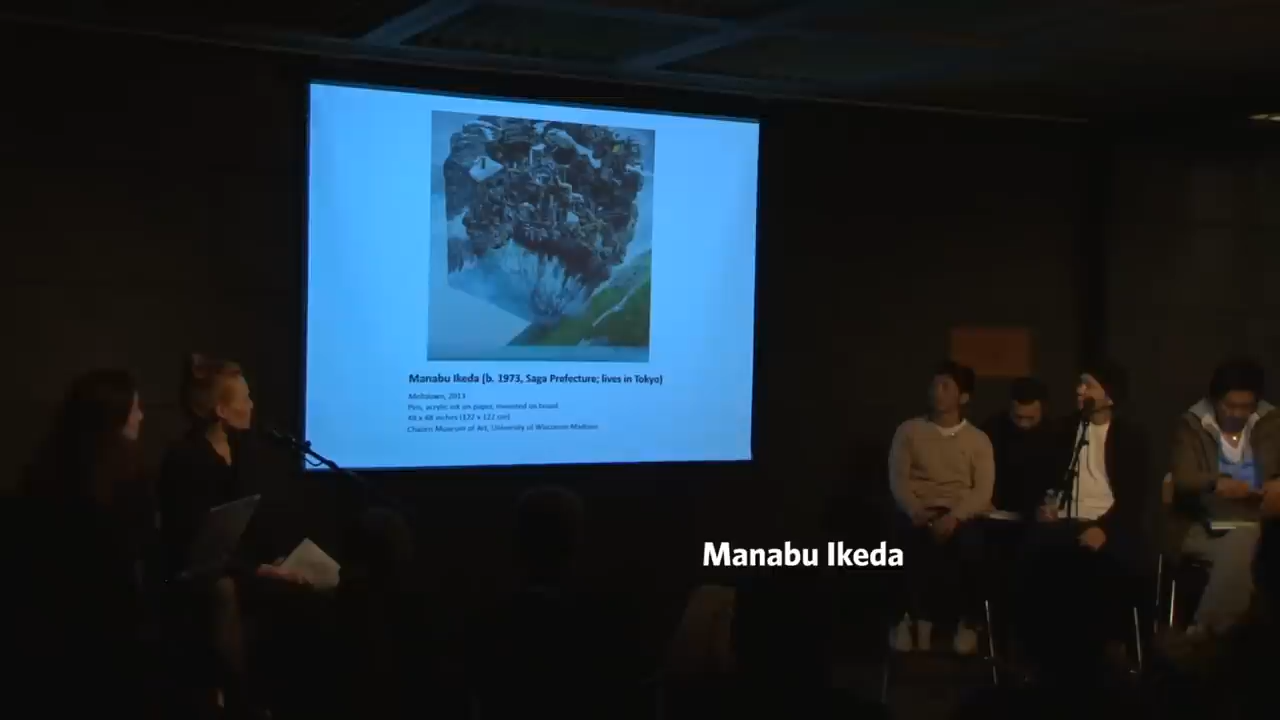 Manabu Ikeda (b. 1973, Saga Prefecture; lives in Tokyo)
Meltdown, 2013
Pen, acrylic ink on paper, mounted on board
48 x 48 inches (122 x 122 cm)
Chazen Museum of Art, University of Wisconsin-Madison
Manabu Ikeda